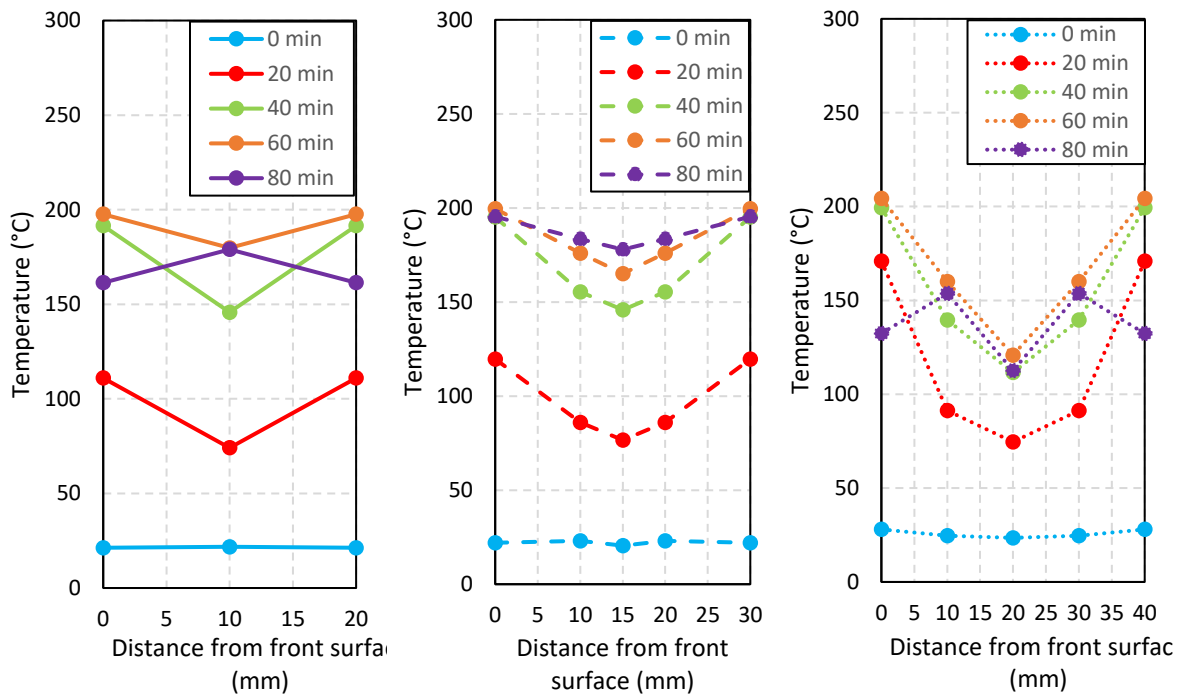 300
250
200
150
100
50
0
Temperature (°C)
0 min
20 min
40 min
60 min
80 min
0 5 10 15 20
Distance from front surfac
(mm)
300
250
200
150
100
50
0
Temperature (°C)
0 min
20 min
40 min
60 min
80 min
0 5 10 15 20 25 30
Distance from front
surface (mm)
300
250
200
150
100
50
0
Temperature (°C)
0 min
20 min
40 min
60 min
80 min
0 5 10 15 20 25 30 35 40
Distance from front surfac
(mm)